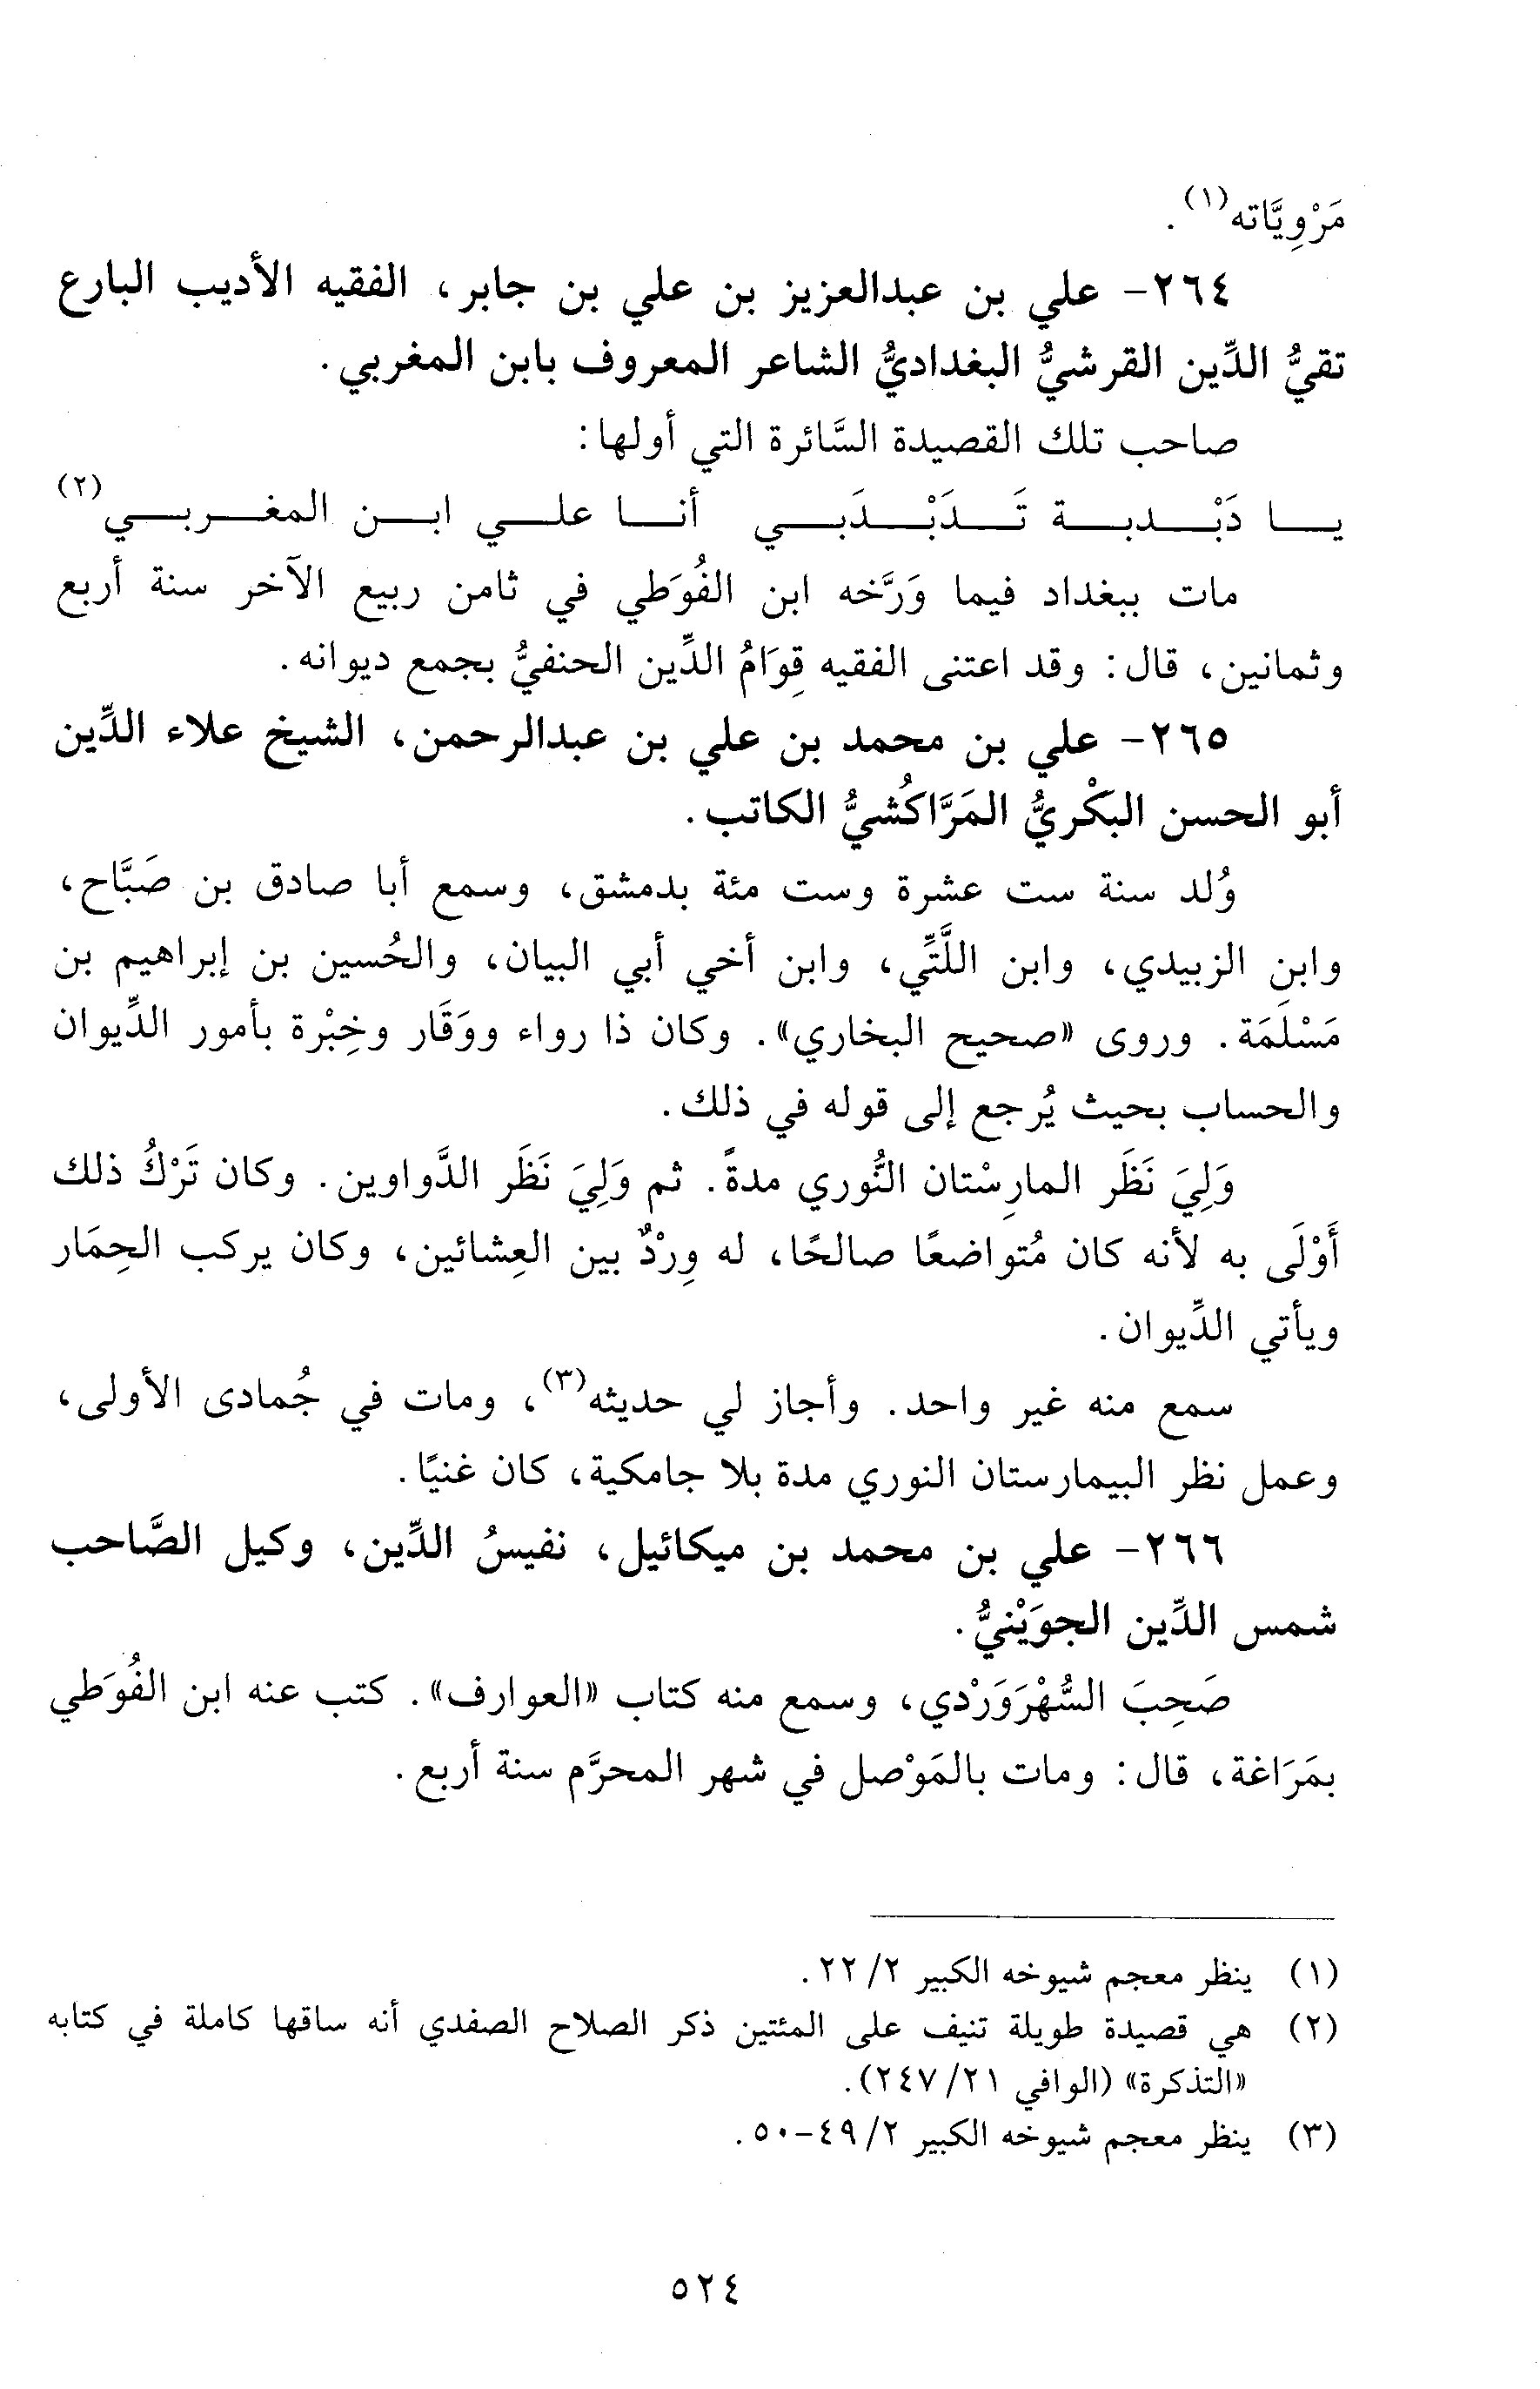 مَرْوِيَّاته(١).
٢٦٤- علي بن عبدالعزيز بن علي بن جابر، الفقيه الأديب البارع
تقيُّ الدِّين القرشيُّ البغداديُّ الشاعر المعروف بابن المغربي.
صاحب تلك القصيدة السَّائرة التي أولها:
يا دَبْدبة تَدَبْدَبي أنا علي ابن المغربي(٢)
مات ببغداد فيما وَرَّخه ابن الفُوَطي في ثامن ربيع الآخر سنة أربع
وثمانين، قال: وقد اعتنى الفقيه قِوَامُ الدِّين الحنفيُّ بجمع ديوانه.
٢٦٥- علي بن محمد بن علي بن عبدالرحمن، الشيخ علاء الدِّين
أبو الحسن البكْريُّ المَرَّاكُشيُّ الكاتب.
وُلد سنة ست عشرة وست مئة بدمشق، وسمع أبا صادق بن صَبَّاح،
وابن الزبيدي، وابن اللَّتِّي، وابن أخي أبي البيان، والحُسين بن إبراهيم بن
مَسْلَمَة. وروى «صحيح البخاري». وكان ذا رواء ووَقَار وخِبْرة بأمور الدِّيوان
والحساب بحيث يُرجع إلى قوله في ذلك.
وَلِيَ نَظَر المارِسْتان النُّوري مدةً. ثم وَلِيَ نَظَر الدَّواوين. وكان تَرْكُ ذلك
أَوْلَى به لأنه كان مُتواضعًا صالحًا، له وِرْدٌ بين العِشائين، وكان يركب الحِمَار
ويأتي الدِّيوان.
سمع منه غير واحد. وأجاز لي حديثه(٣)، ومات في جُمادى الأولى،
وعمل نظر البيمارستان النوري مدة بلا جامكية، كان غنيًا.
٢٦٦- علي بن محمد بن ميكائيل، نفيسُ الدِّين، وكيل الصَّاحب
شمس الدِّين الجوَيْنيُّ.
صَحِبَ السُّهْرَوَرْدي، وسمع منه كتاب «العوارف». كتب عنه ابن الفُوَطي
بمَرَاغة، قال: ومات بالمَوْصل في شهر المحرَّم سنة أربع.
(١) ينظر معجم شيوخه الكبير ٢/ ٢٢.
(٢) هي قصيدة طويلة تنيف على المئتين ذكر الصلاح الصفدي أنه ساقها كاملة في كتابه
«التذكرة» (الوافي ٢١/ ٢٤٧).
(٣) ينظر معجم شيوخه الكبير ٢/ ٤٩-٥٠.
٥٢٤